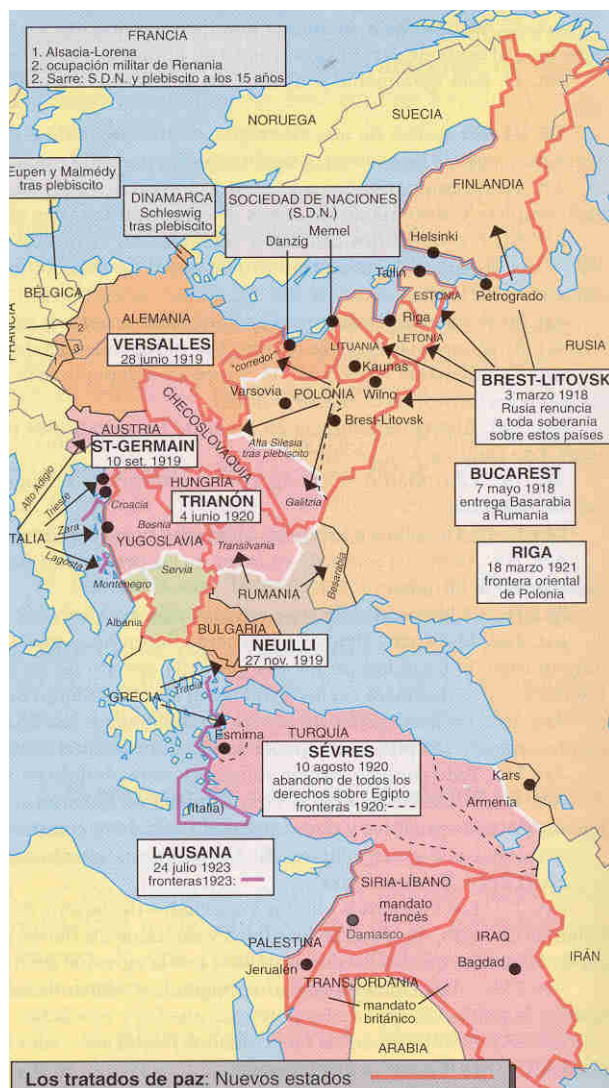 FRANCIA
1. Alsacia-Lorena
2. ocupación militar de Renania
2. Sarre: S.D.N. y plebiscito a los 15 años
NORUEGA
SUECIA
FINLANDIA
Eupen y Malmédy
tras plebiscito
DINAMARCA
Schleswig
tras plebiscito
SOCIEDAD DE NACIONES
(S.D.N.)
Memel
Danzig
Helsinki
Tallin
ESTONIA
Petrogrado
BÉLGICA
FRANCIA
2
3
ALEMANIA
VERSALLES
28 junio 1919
Riga
LETONIA
RUSIA
LITUANIA
"corredor"
Kaunas
Wilno
Varsovia
POLONIA
Brest-Litovsk
BREST-LITOVSK
3 marzo 1918
Rusia renuncia
a toda soberanía
sobre estos países
CHECOSLOVAQUIA
Alta Silesia
tras plebiscito
AUSTRIA
ST-GERMAIN
10 set. 1919
Galitzia
HUNGRIA
TRIANÓN
4 junio 1920
BUCAREST
7 mayo 1918
entrega Basarabia
a Rumania
Alto Adigio
Trieste
Croacia
Zara
Bosnia
ITALIA
YUGOSLAVIA
Transilvania
Lagosta
Servia
RUMANIA
Besarabia
RIGA
18 marzo 1921
frontera oriental
de Polonia
Montenegro
Albania
BULGARIA
NEUILLI
27 nov. 1919
GRECIA
Tracia
Esmirna
TURQUÍA
SÉVRES
10 agosto 1920
abandono de todos los
derechos sobre Egipto
fronteras 1920:
Kars
Armenia
(Italia)
LAUSANA
24 julio 1923
fronteras1923:
SIRIA-LÍBANO
mandato
francés
Damasco
IRAQ
IRÁN
PALESTINA
Jerualén
Bagdad
TRANSJORDANIA
mandato
británico
ARABIA
Los tratados de paz: Nuevos estados